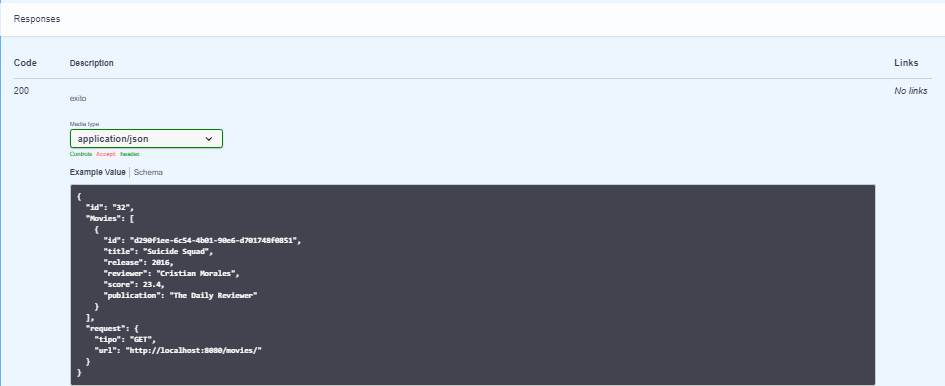 Responses
Code Description Links
200 exito No links
Media type
application/json
Controls Accept header.
Example Value Schema
{
"id": "32",
"Movies": [
{
"id": "d290f1ee-6c54-4b01-90e6-d701748f0851",
"title": "Suicide Squad",
"release": 2016,
"reviewer": "Cristian Morales",
"score": 23.4,
"publication": "The Daily Reviewer"
}
],
"request": {
"tipo": "GET",
"url": "http://localhost:8080/movies/"
}
}